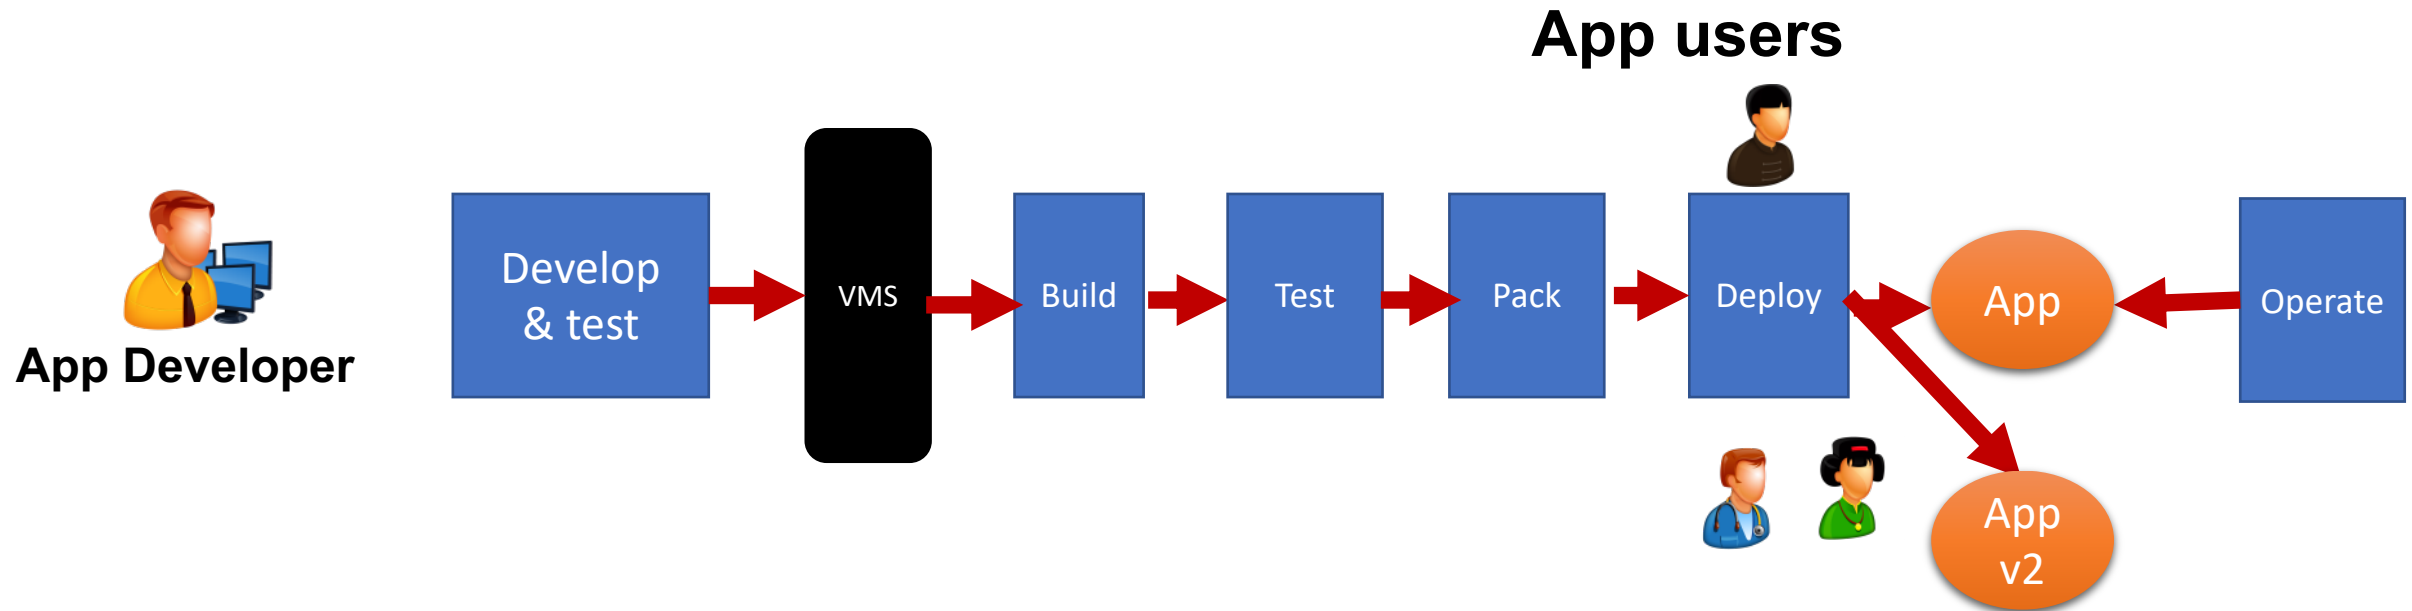 App users
App Developer
Develop
& test
VMS
Build
Test
Pack
Deploy
App
Operate
App
v2